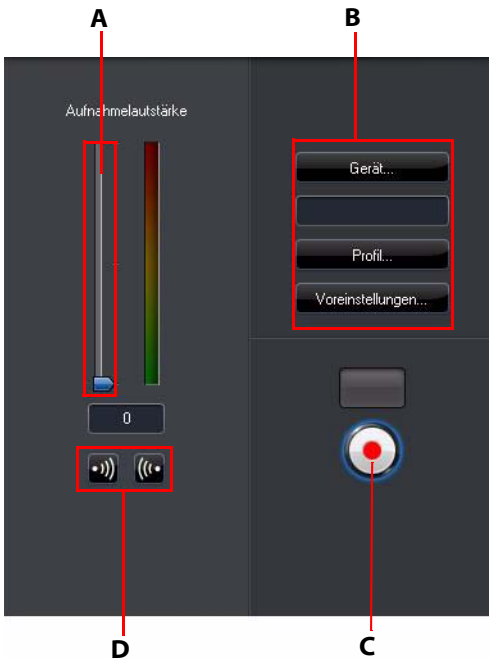 A
B
Aufnahmelautstärke
Gerät...
Profil...
Voreinstellungen...
0
D
C